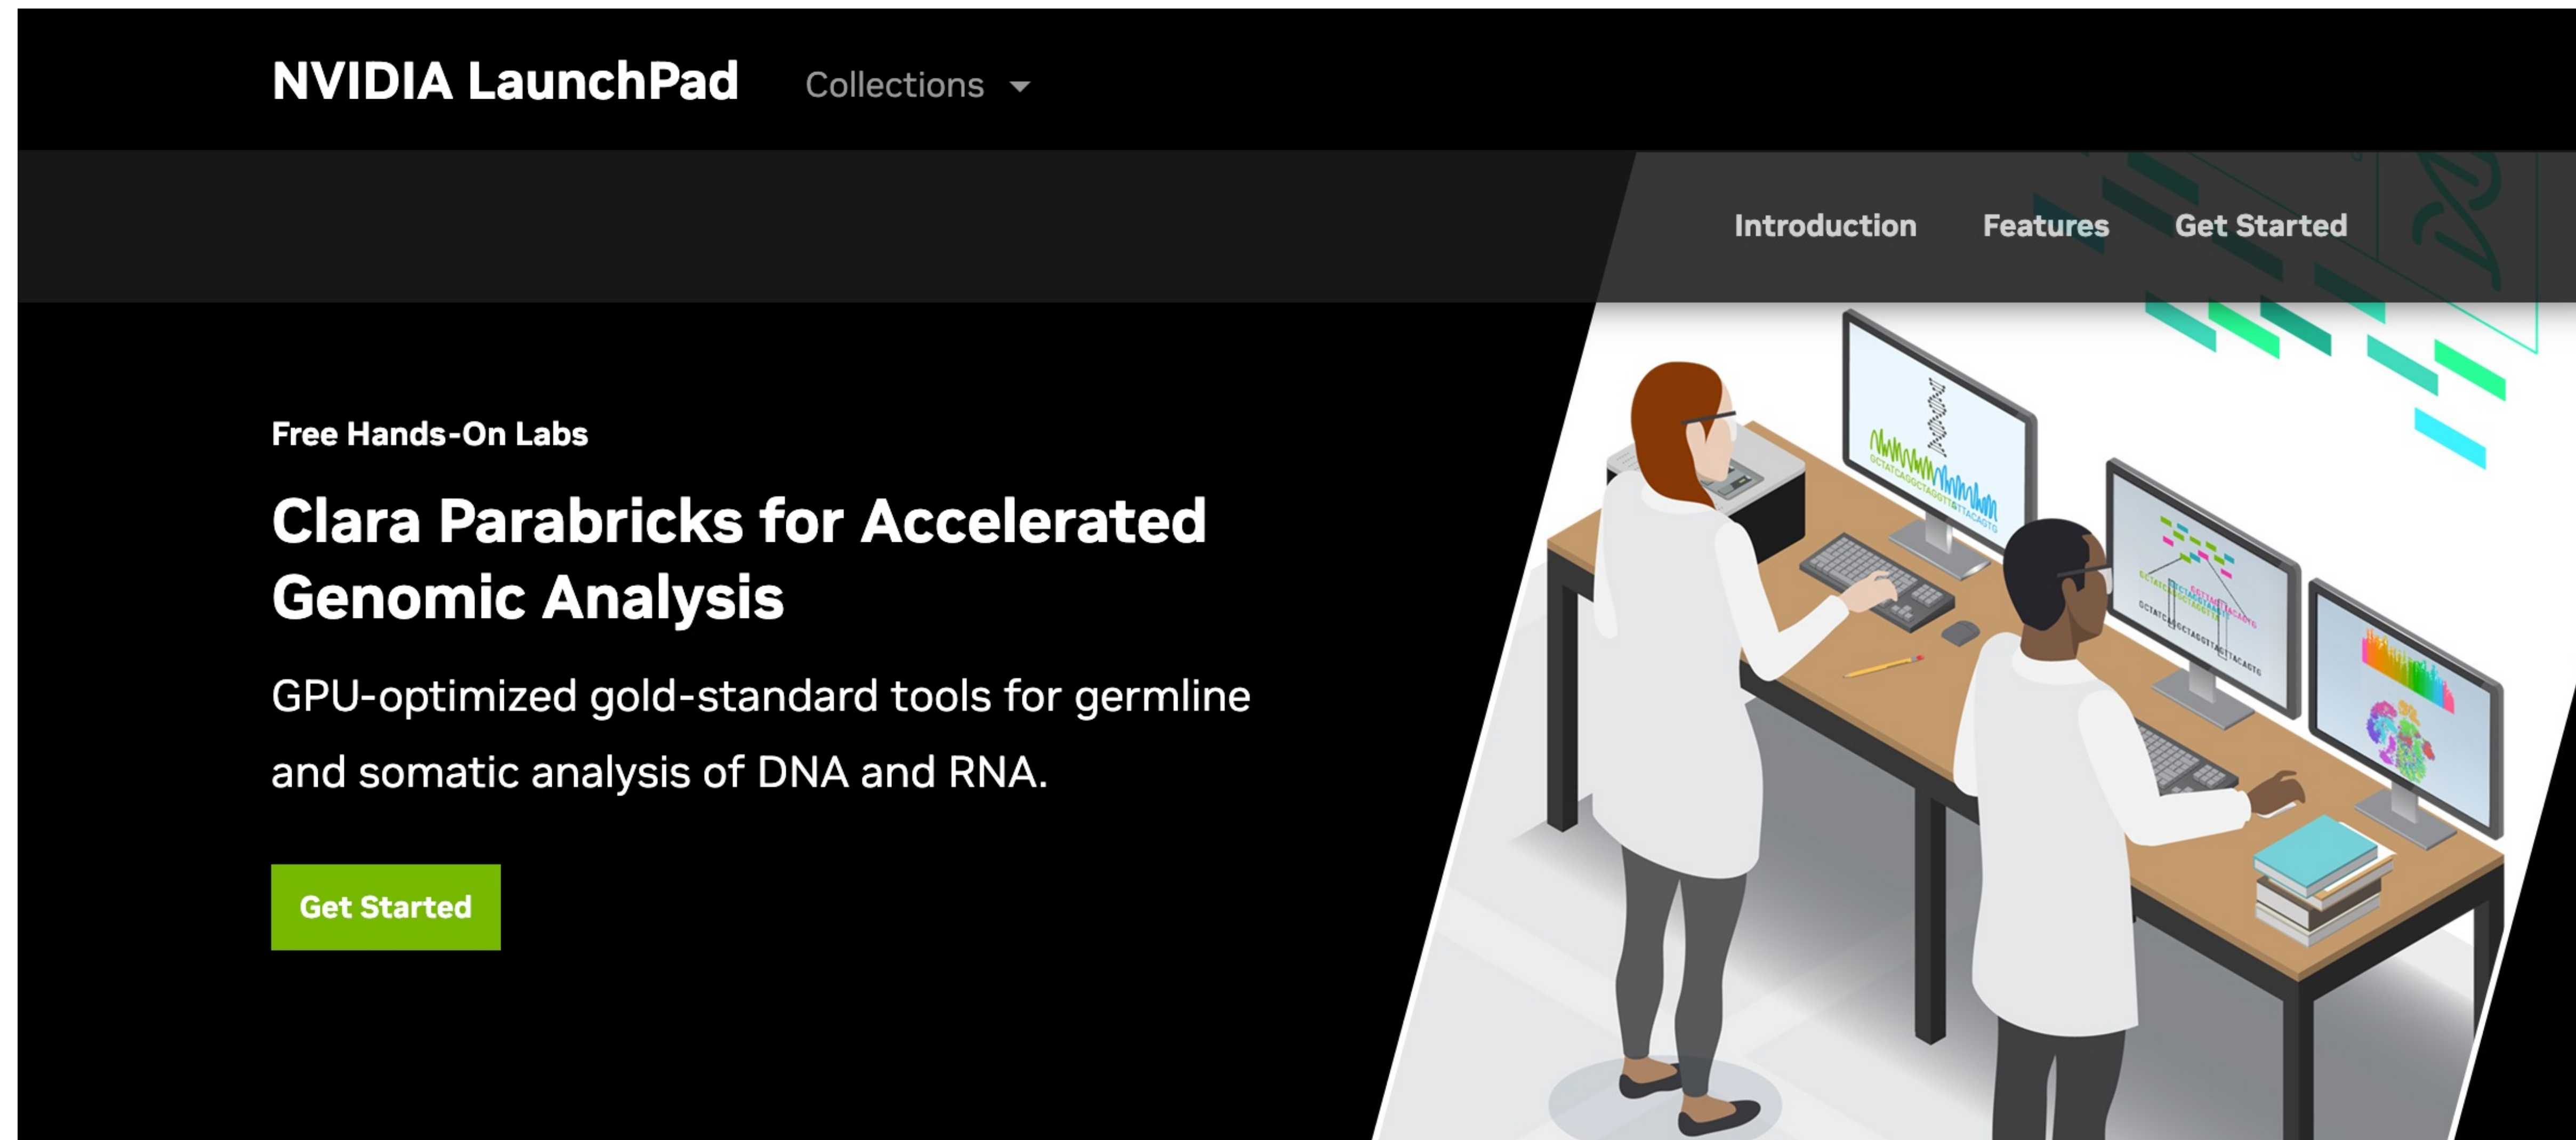 NVIDIA LaunchPad Collections
Introduction Features Get Started
Free Hands-On Labs
Clara Parabricks for Accelerated
Genomic Analysis
GPU-optimized gold-standard tools for germline
and somatic analysis of DNA and RNA.
Get Started